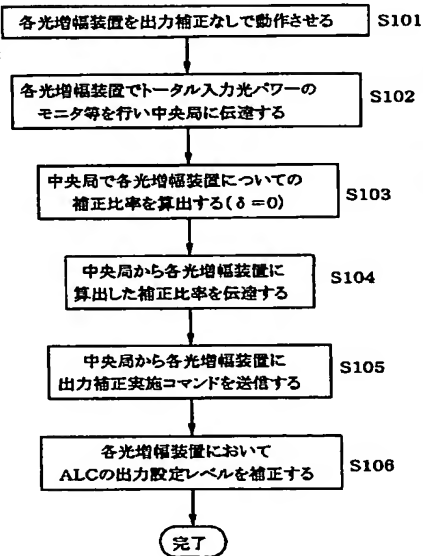 各光増幅装置を出力補正なしで動作させる S101
各光増幅装置でトータル入力光パワーの
モニタ等を行い中央局に伝達する
S102
中央局で各光増幅装置についての
補正比率を算出する(δ=0)
S103
中央局から各光増幅装置に
算出した補正比率を伝達する
S104
中央局から各光増幅装置に
出力補正実施コマンドを送信する
S105
各光増幅装置において
ALCの出力設定レベルを補正する
S106
完了